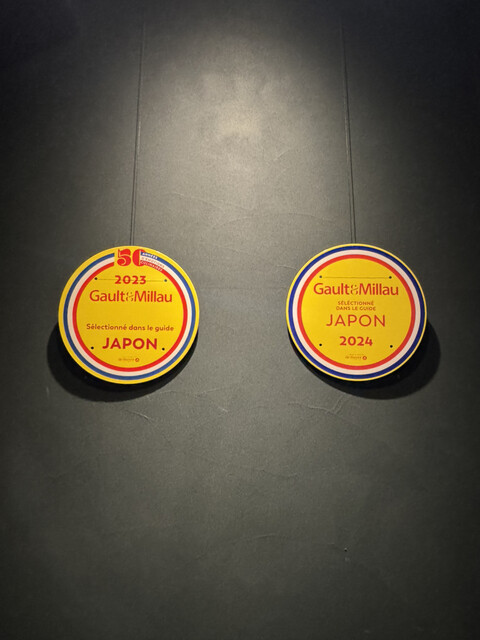 50
2023
Gault&Millau
Sélectionné dans le guide
JAPON
Gault&Millau
SÉLECTIONNÉ
DANS LE GUIDE
JAPON
2024